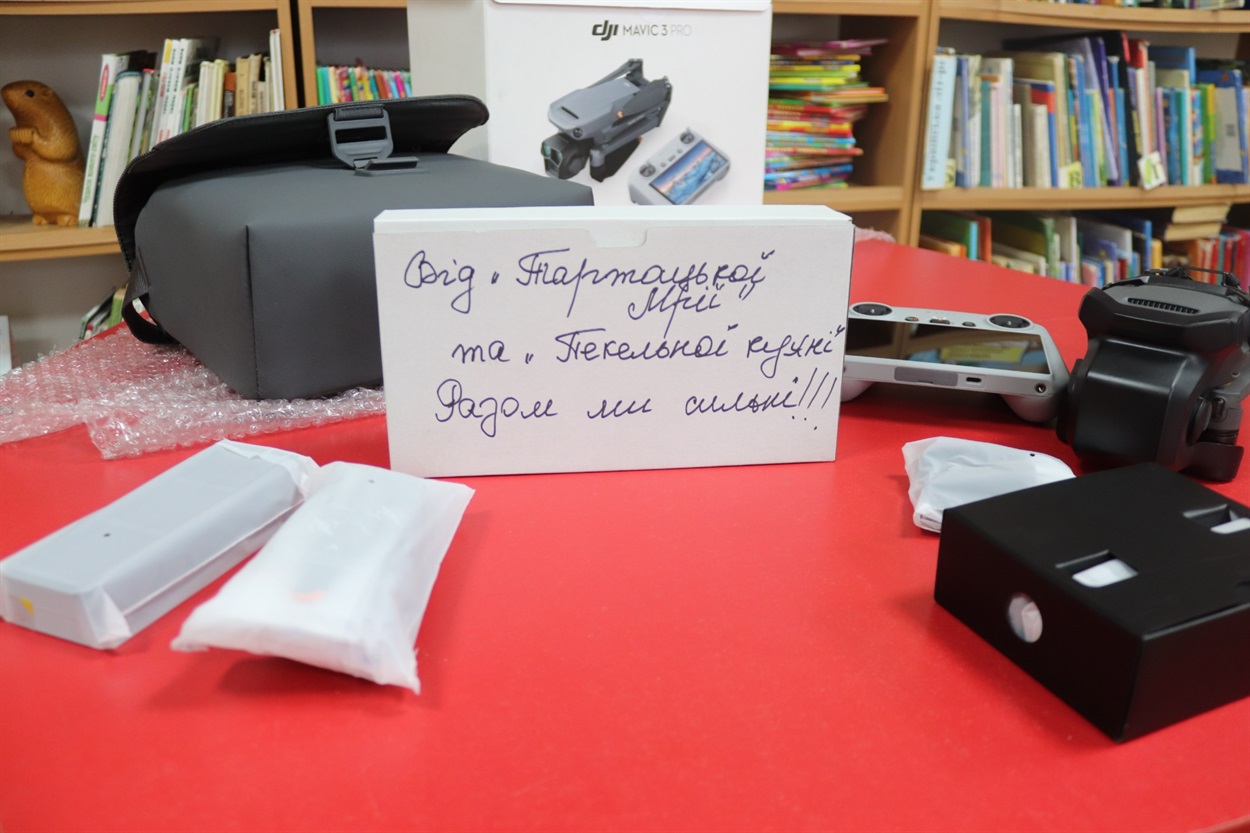 dji MAVIC 3 PRO
Від „Тартацької
Мрії"
та „Пекельної кухні
Разом ми сильні!!!